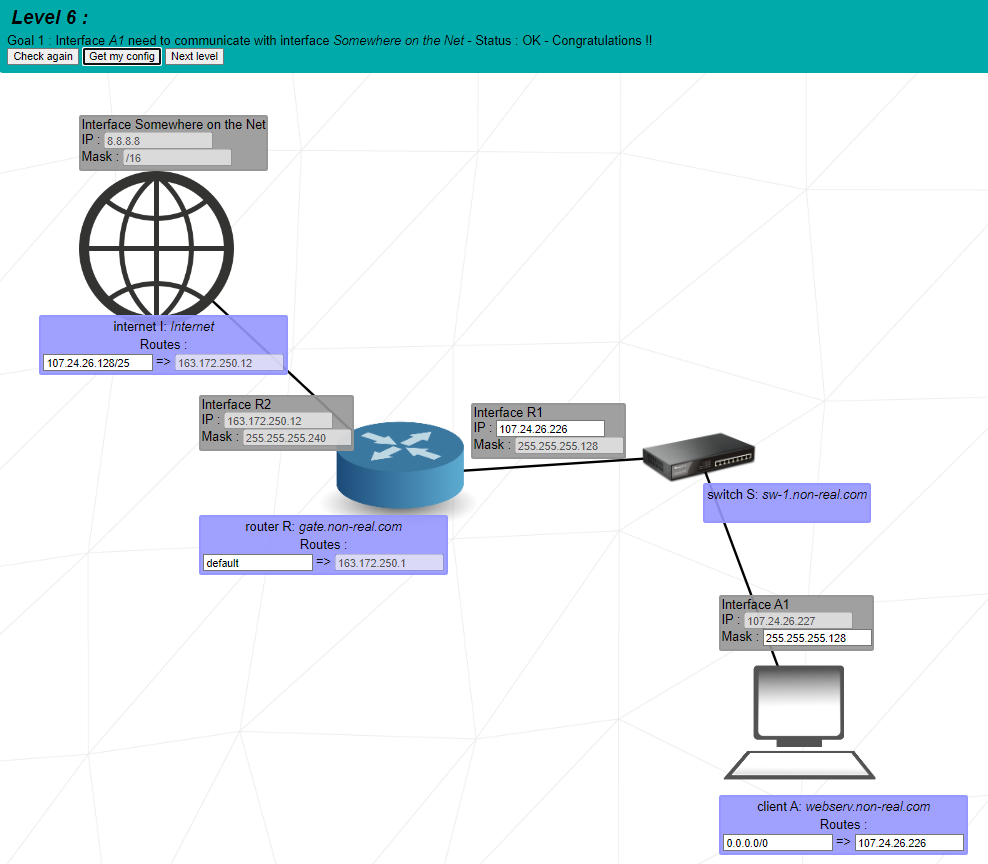 Level 6 :
Goal 1 : Interface A1 need to communicate with interface Somewhere on the Net - Status : OK - Congratulations !!
Check again Get my config Next level
Interface Somewhere on the Net
IP : 8.8.8.8
Mask : /16
internet I: Internet
Routes :
107.24.26.128/25 => 163.172.250.12
Interface R2
IP : 163.172.250.12
Mask : 255.255.255.240
Interface R1
IP : 107.24.26.226
Mask : 255.255.255.128
switch S: sw-1.non-real.com
router R: gate.non-real.com
Routes :
default => 163.172.250.1
Interface A1
IP : 107.24.26.227
Mask : 255.255.255.128
client A: webserv.non-real.com
Routes :
0.0.0.0/0 => 107.24.26.226